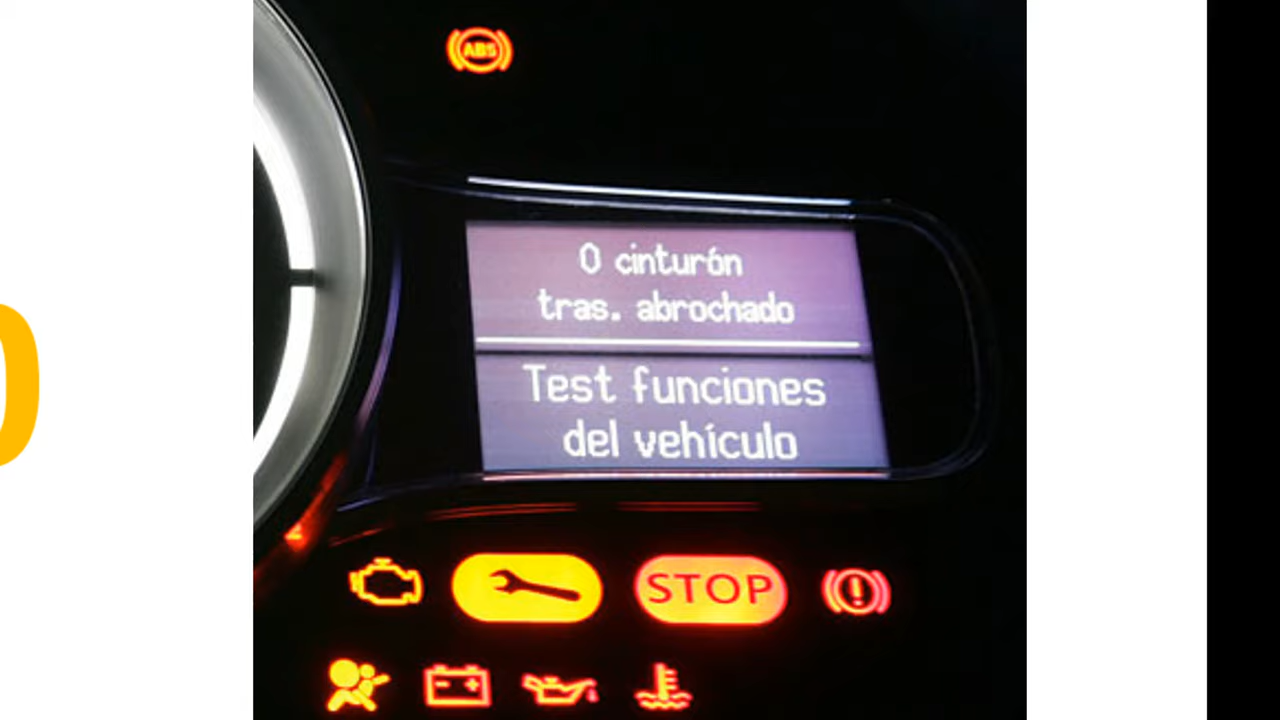 ABS
0 cinturón
tras. abrochado
Test funciones
del vehículo
STOP